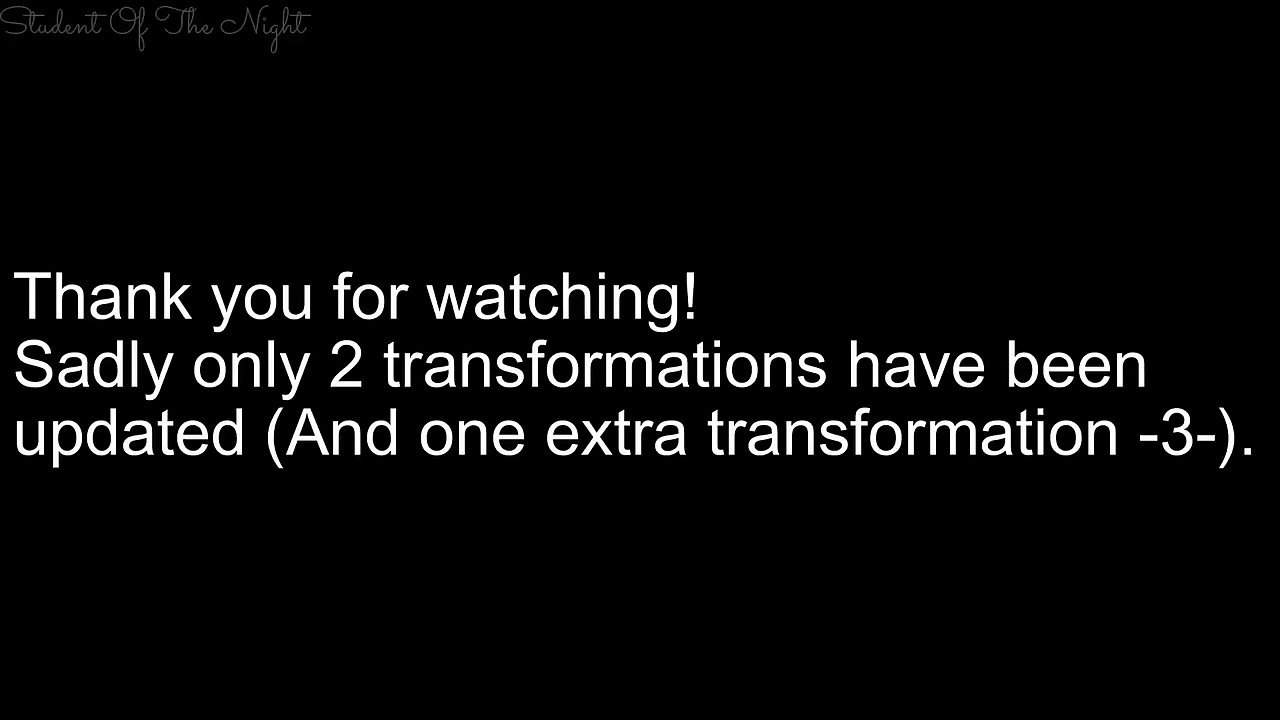 Student Of The Night
Thank you for watching!
Sadly only 2 transformations have been
updated (And one extra transformation -3-).